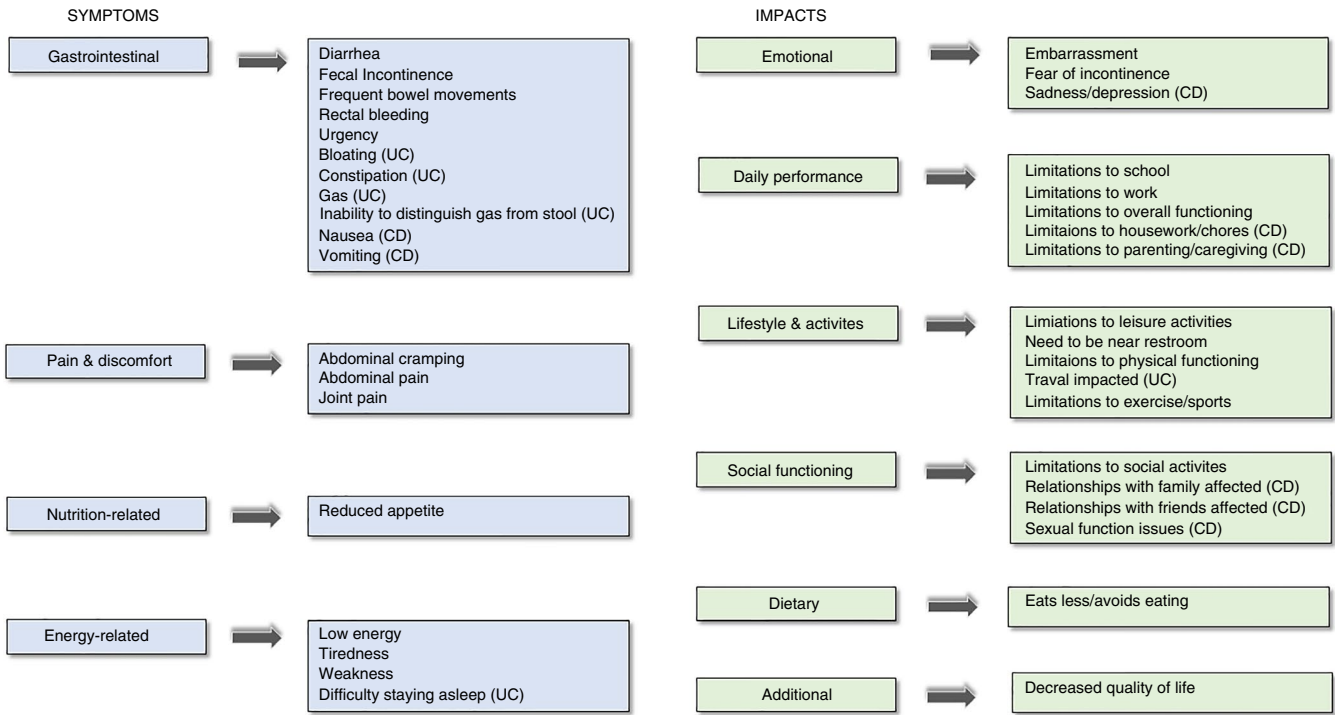 SYMPTOMS
Gastrointestinal
Diarrhea
Fecal Incontinence
Frequent bowel movements
Rectal bleeding
Urgency
Bloating (UC)
Constipation (UC)
Gas (UC)
Inability to distinguish gas from stool (UC)
Nausea (CD)
Vomiting (CD)
Pain & discomfort
Abdominal cramping
Abdominal pain
Joint pain
Nutrition-related
Reduced appetite
Energy-related
Low energy
Tiredness
Weakness
Difficulty staying asleep (UC)
IMPACTS
Emotional
Embarrassment
Fear of incontinence
Sadness/depression (CD)
Daily performance
Limitations to school
Limitations to work
Limitations to overall functioning
Limitaions to housework/chores (CD)
Limitations to parenting/caregiving (CD)
Lifestyle & activites
Limiations to leisure activities
Need to be near restroom
Limitaions to physical functioning
Traval impacted (UC)
Limitations to exercise/sports
Social functioning
Limitations to social activites
Relationships with family affected (CD)
Relationships with friends affected (CD)
Sexual function issues (CD)
Dietary
Eats less/avoids eating
Additional
Decreased quality of life